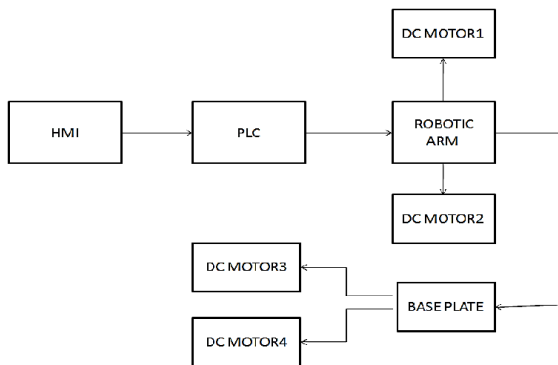 DC MOTOR1
HMI
PLC
ROBOTIC
ARM
DC MOTOR2
DC MOTOR3
BASE PLATE
DC MOTOR4